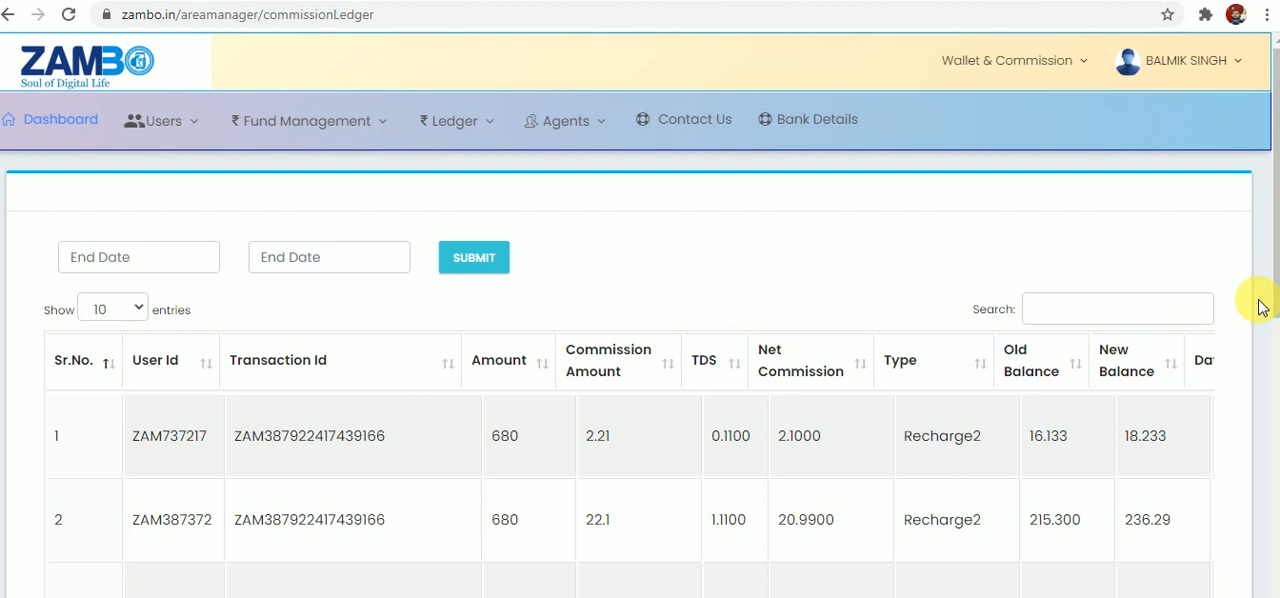 zambo.in/areamanager/commissionLedger
ZAMBO
Soul of Digital Life
Wallet & Commission
BALMIK SINGH
Dashboard
Users
₹ Fund Management
₹ Ledger
Agents
Contact Us
Bank Details
End Date
End Date
SUBMIT
Show 10 entries
Search:
Sr.No. User Id Transaction Id Amount Commission Amount TDS Net Commission Type Old Balance New Balance
1 ZAM737217 ZAM387922417439166 680 2.21 0.1100 2.1000 Recharge2 16.133 18.233
2 ZAM387372 ZAM387922417439166 680 22.1 1.1100 20.9900 Recharge2 215.300 236.29